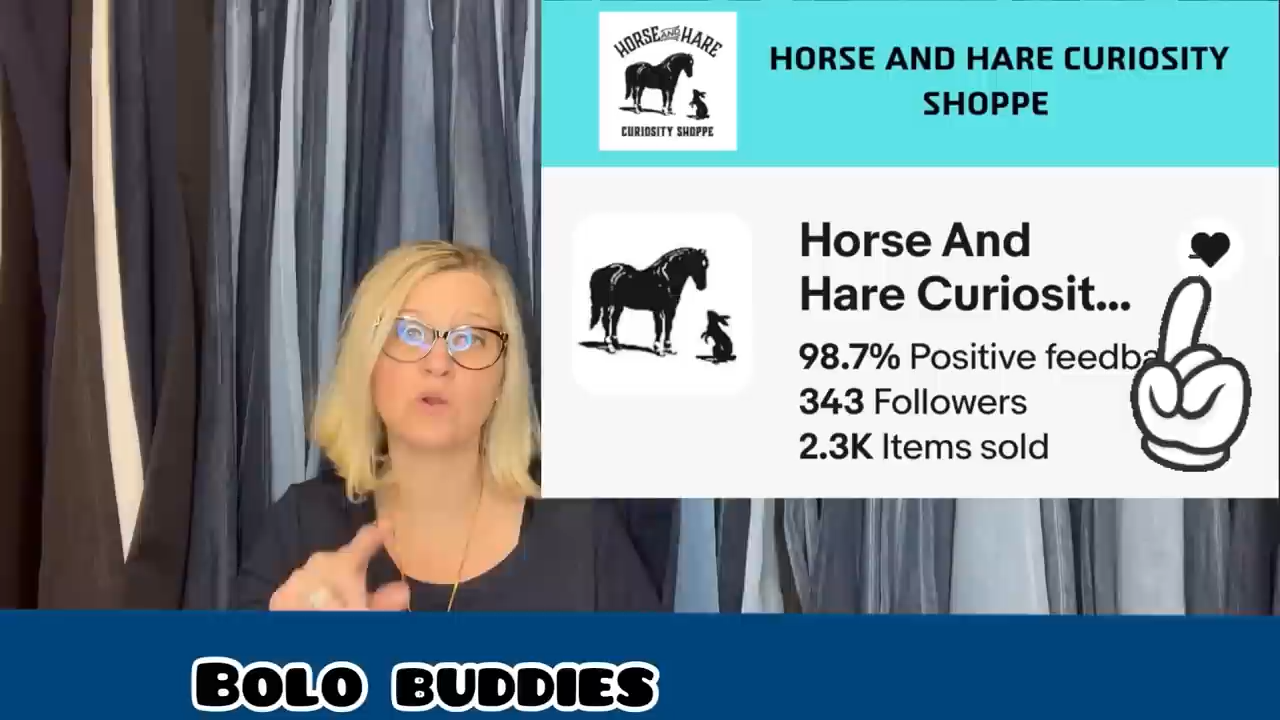 HORSE AND HARE
CURIOSITY SHOPPE
HORSE AND HARE CURIOSITY
SHOPPE
Horse And
Hare Curiosit...
98.7% Positive feedba
343 Followers
2.3K Items sold
BOLO BUDDIES